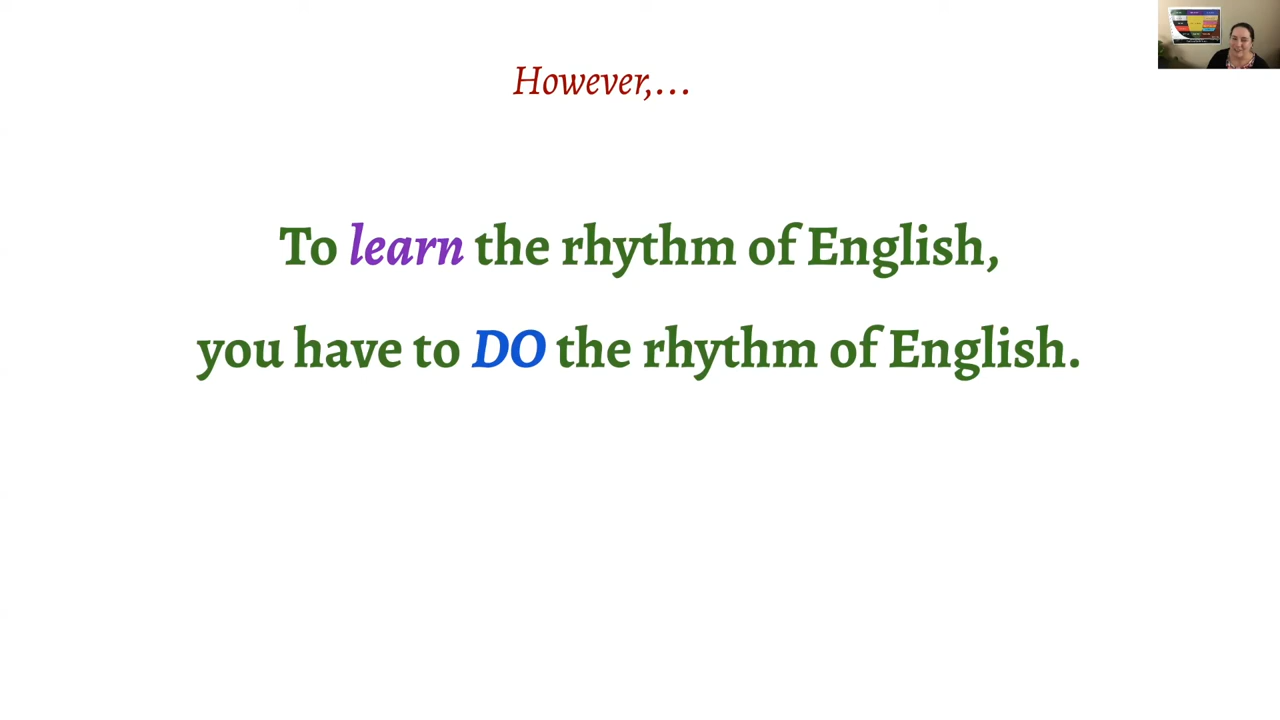 However,...
To learn the rhythm of English,
you have to DO the rhythm of English.